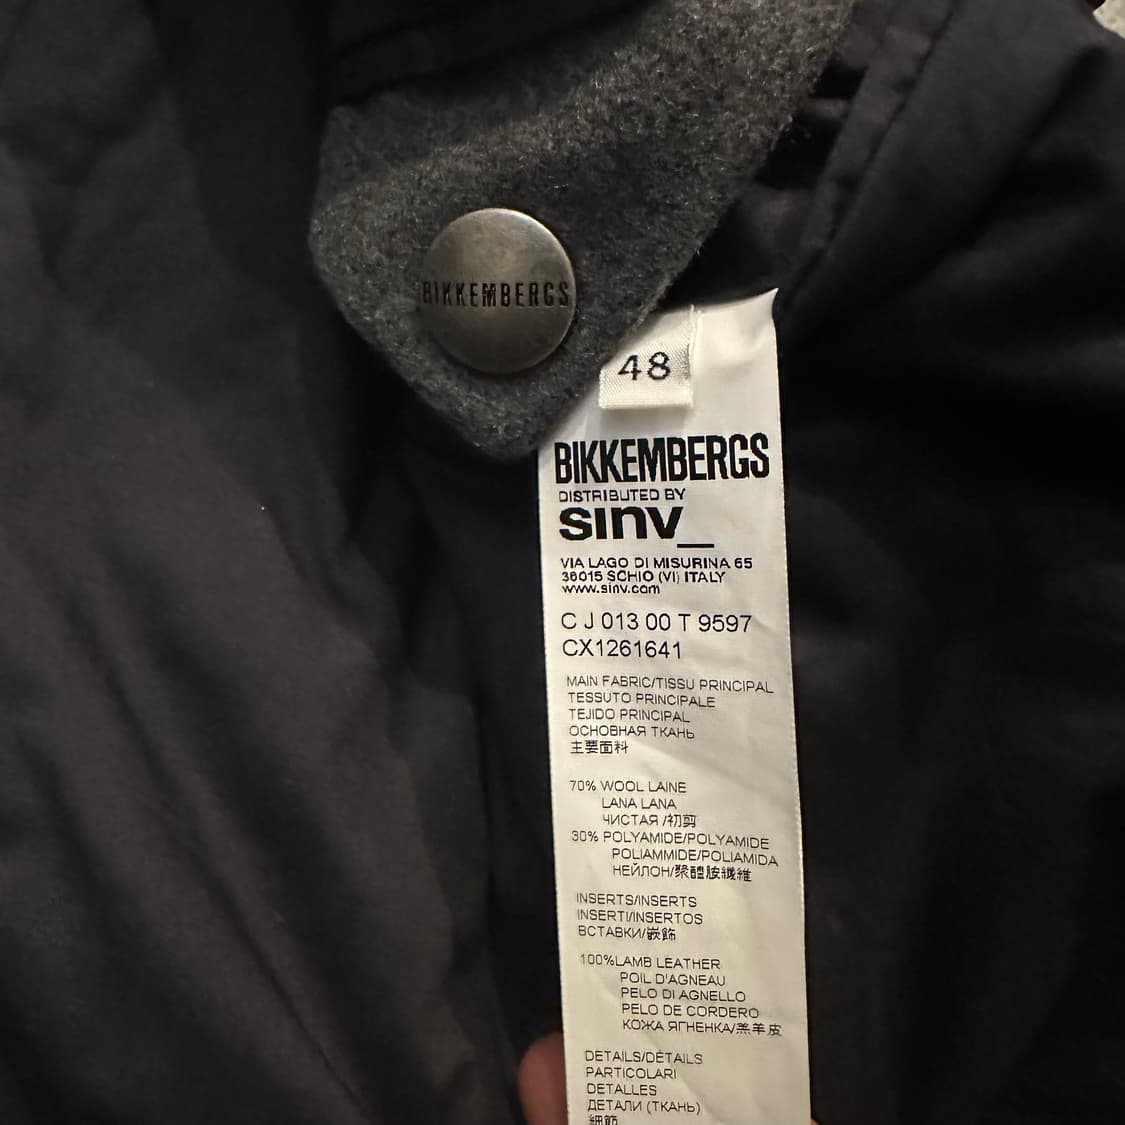 BIKKEMBERGS
48
BIKKEMBERGS
DISTRIBUTED BY
sinv_
VIA LAGO DI MISURINA 65
36015 SCHIO (VI) ITALY
www.sinv.com
C J 013 00 T 9597
CX1261641
MAIN FABRIC/TISSU PRINCIPAL
TESSUTO PRINCIPALE
TEJIDO PRINCIPAL
ОСНОВНАЯ ТКАНЬ
主要面料
70% WOOL LAINE
LANA LANA
ЧИСТАЯ /初剪
30% POLYAMIDE/POLYAMIDE
POLIAMMIDE/POLIAMIDA
НЕЙЛОН/聚醯胺纖維
INSERTS/INSERTS
INSERTI/INSERTOS
ВСТАВКИ/嵌飾
100%LAMB LEATHER
POIL D'AGNEAU
PELO DI AGNELLO
PELO DE CORDERO
КОЖА ЯГНЕНКА/羔羊皮
DETAILS/DÉTAILS
PARTICOLARI
DETALLES
ДЕТАЛИ (ТКАНЬ)
細節